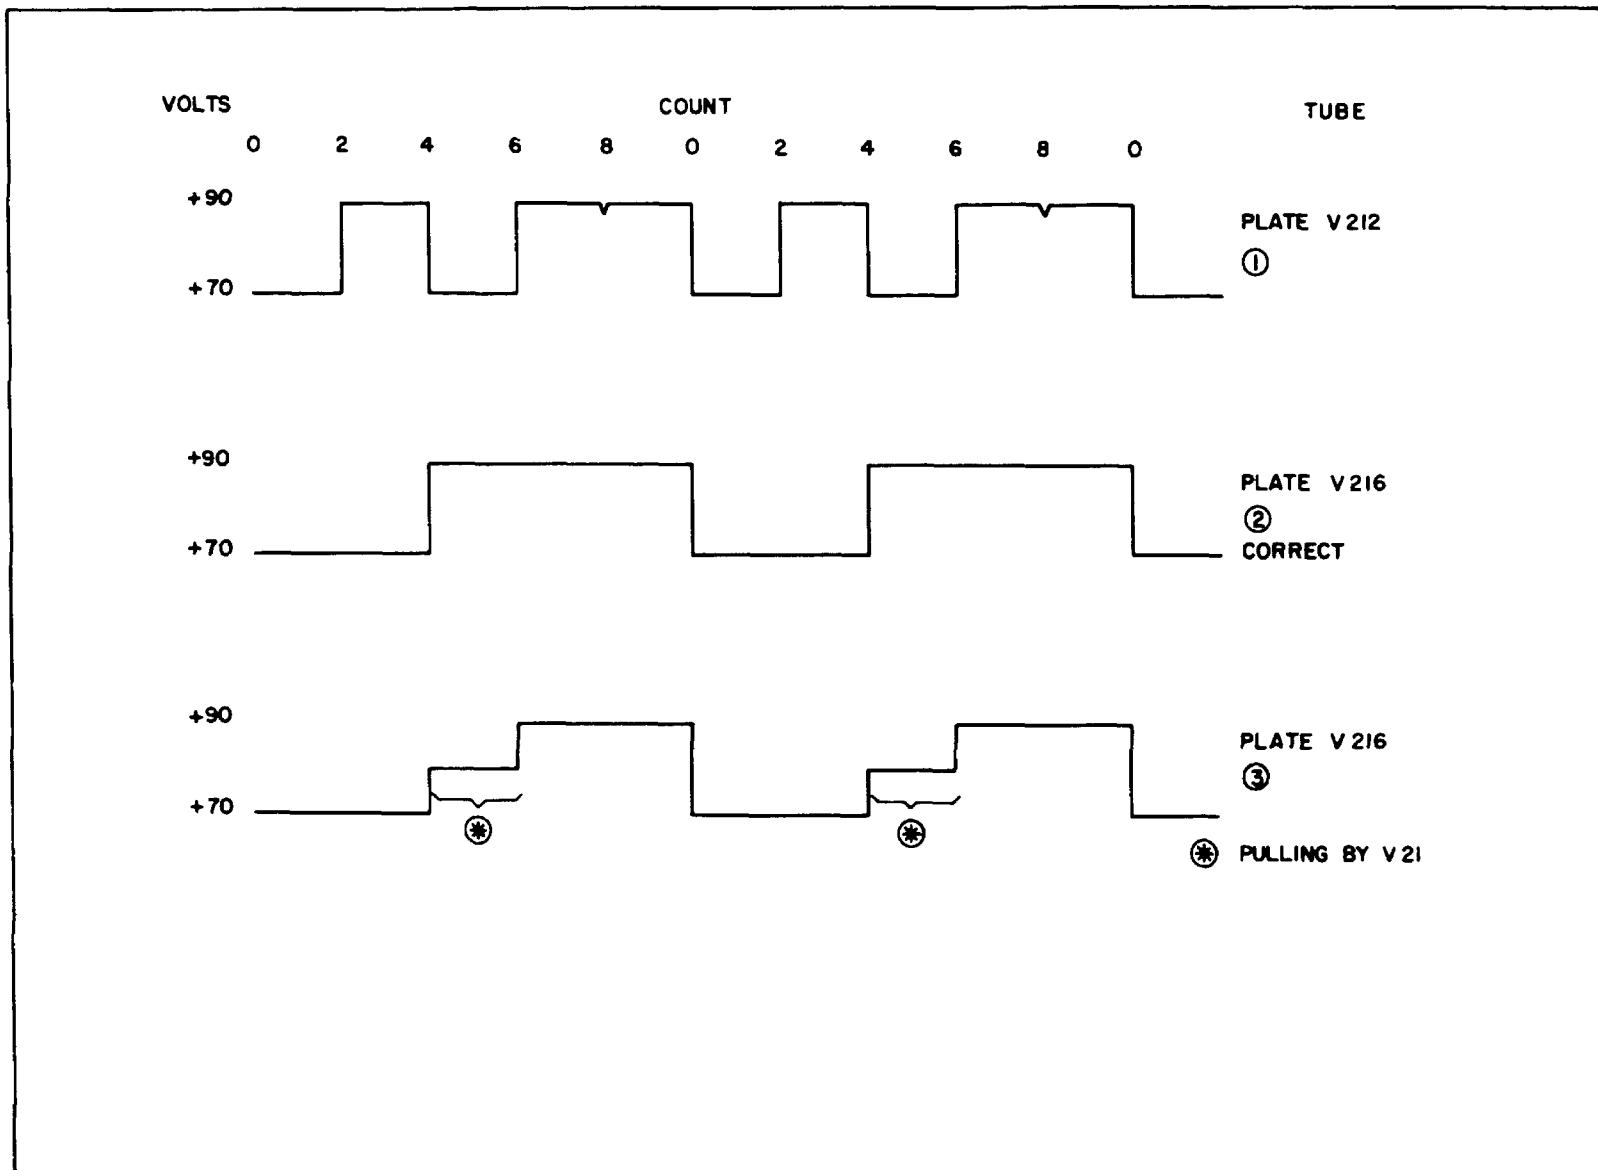 VOLTS COUNT TUBE
0 2 4 6 8 0 2 4 6 8 0
+90
PLATE V212
①
+70
+90
PLATE V216
②
+70
CORRECT
+90
PLATE V216
③
+70
✱ ✱
✱ PULLING BY V21